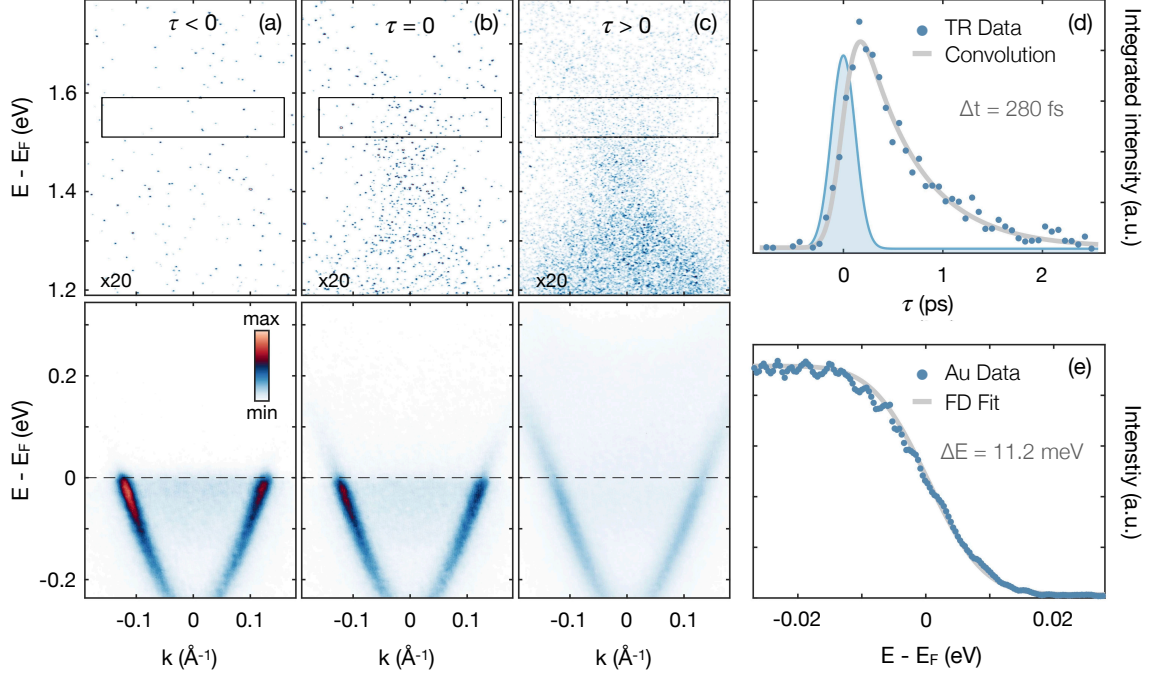 τ < 0 (a)
τ = 0 (b)
τ > 0 (c)
1.6
1.4
1.2
E - EF (eV)
x20
x20
x20
max
min
0.2
0
-0.2
E - EF (eV)
-0.1 0 0.1
-0.1 0 0.1
-0.1 0 0.1
k (Å-1)
k (Å-1)
k (Å-1)
(d)
TR Data
Convolution
Δt = 280 fs
Integrated intensity (a.u.)
0 1 2
τ (ps)
(e)
Au Data
FD Fit
ΔE = 11.2 meV
Intenstiy (a.u.)
-0.02 0 0.02
E - EF (eV)